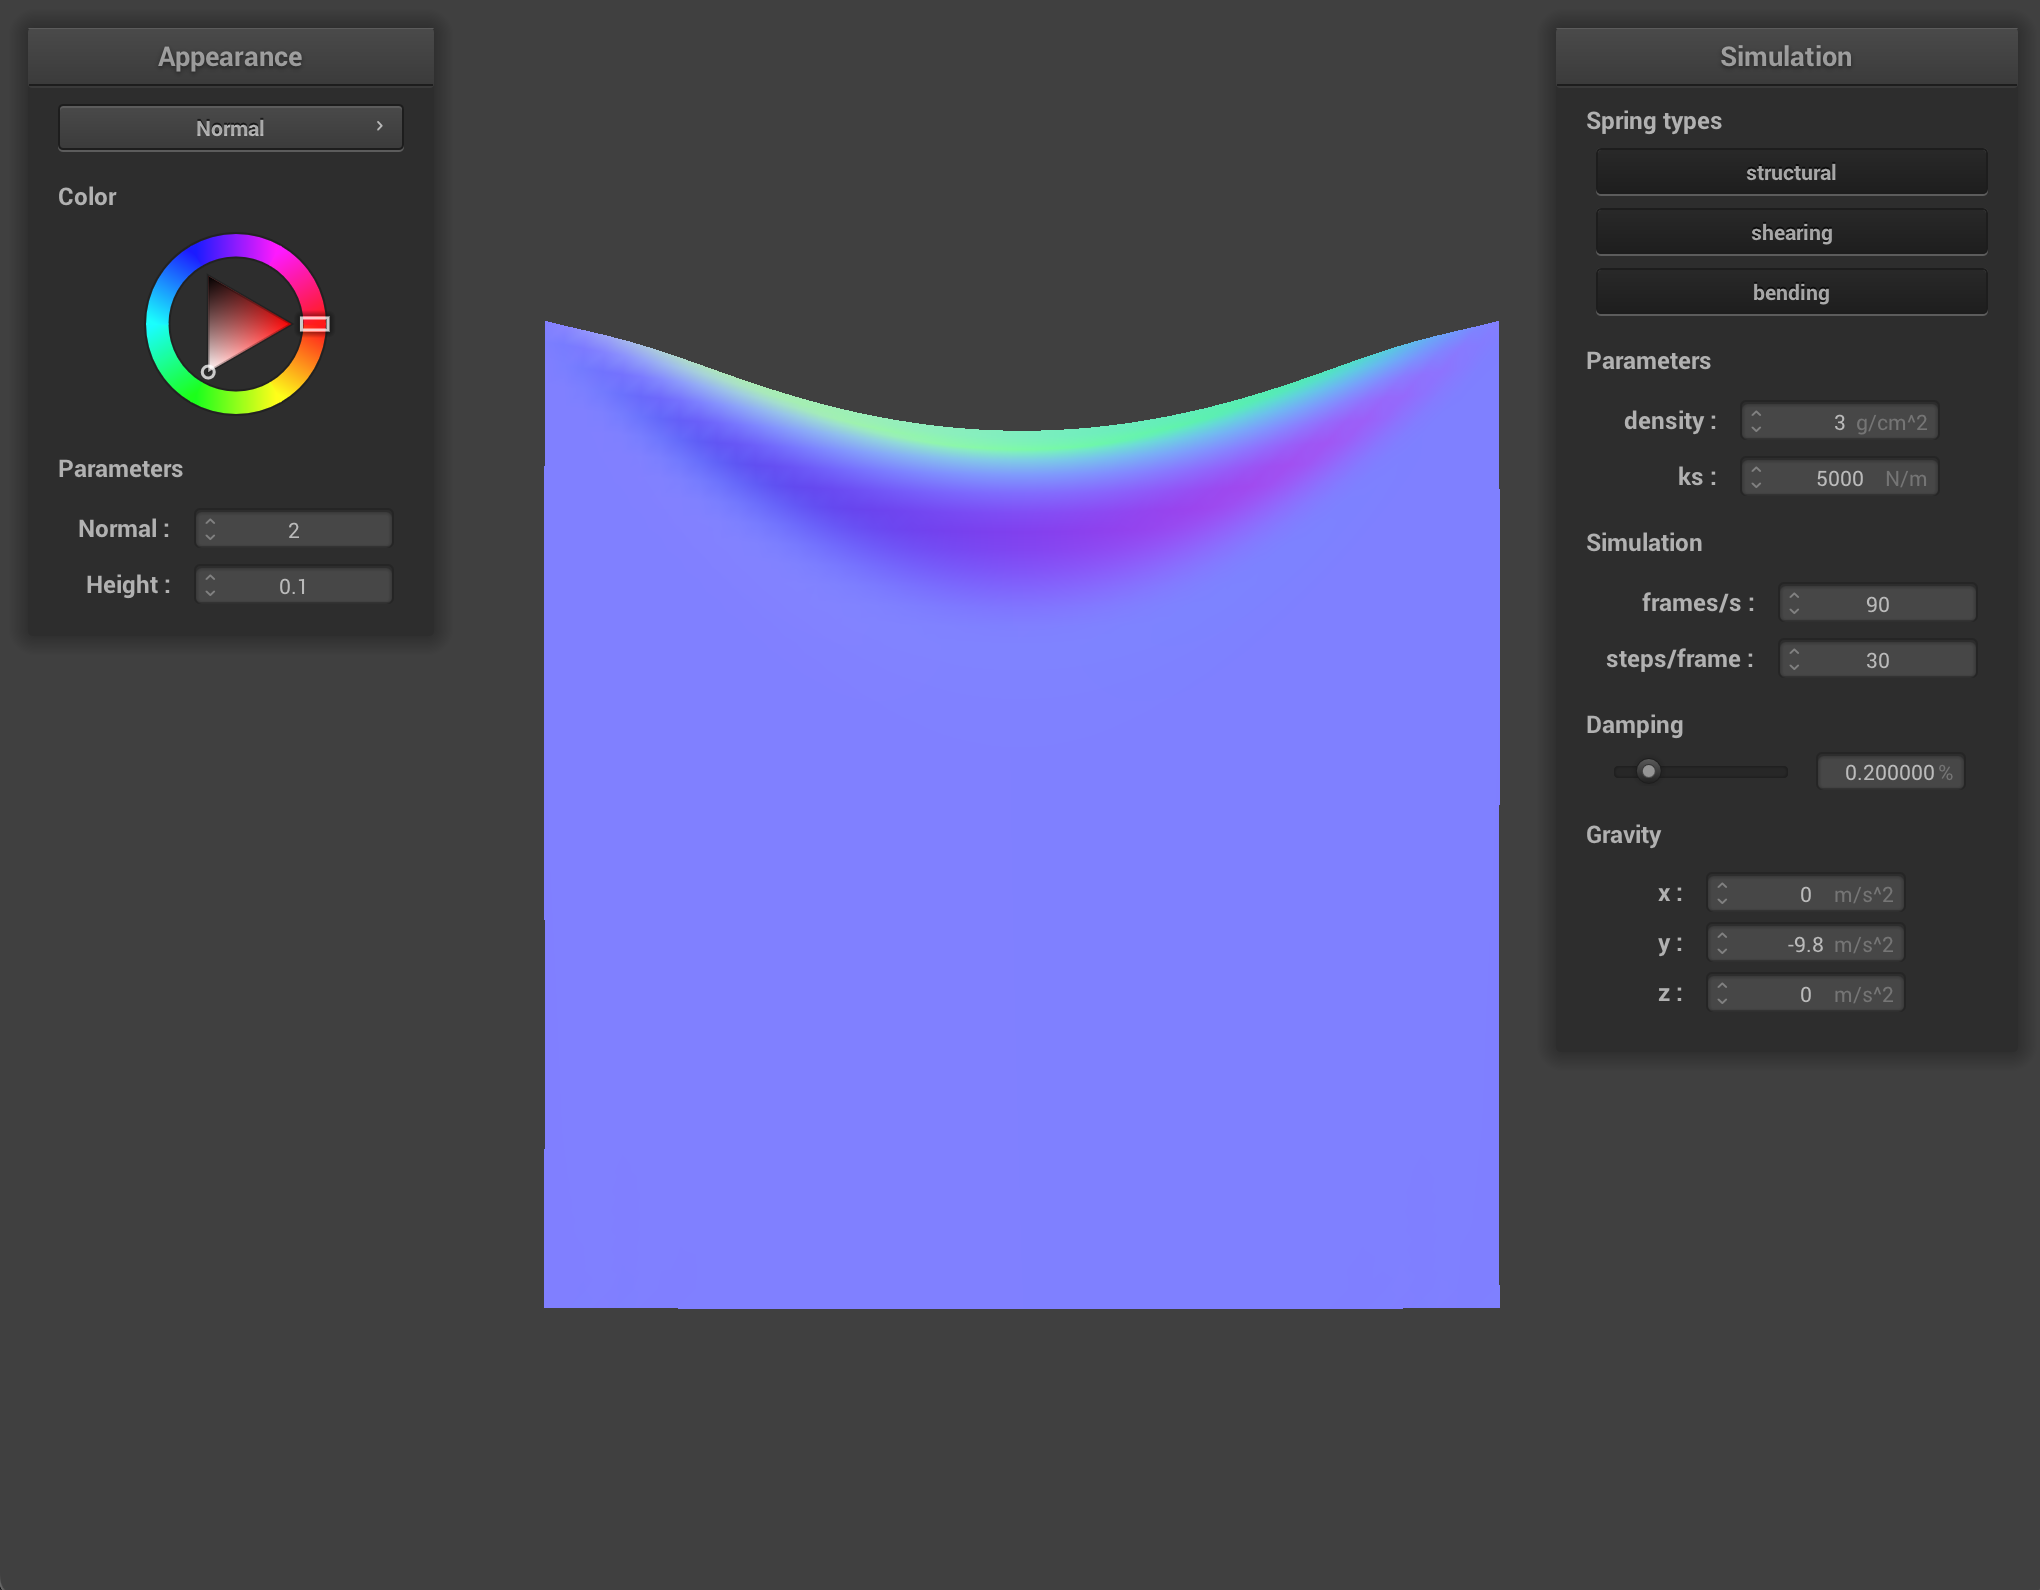 Appearance
Normal
Color
Parameters
Normal : 2
Height : 0.1
Simulation
Spring types
structural
shearing
bending
Parameters
density : 3 g/cm^2
ks : 5000 N/m
Simulation
frames/s : 90
steps/frame : 30
Damping
0.200000 %
Gravity
x : 0 m/s^2
y : -9.8 m/s^2
z : 0 m/s^2